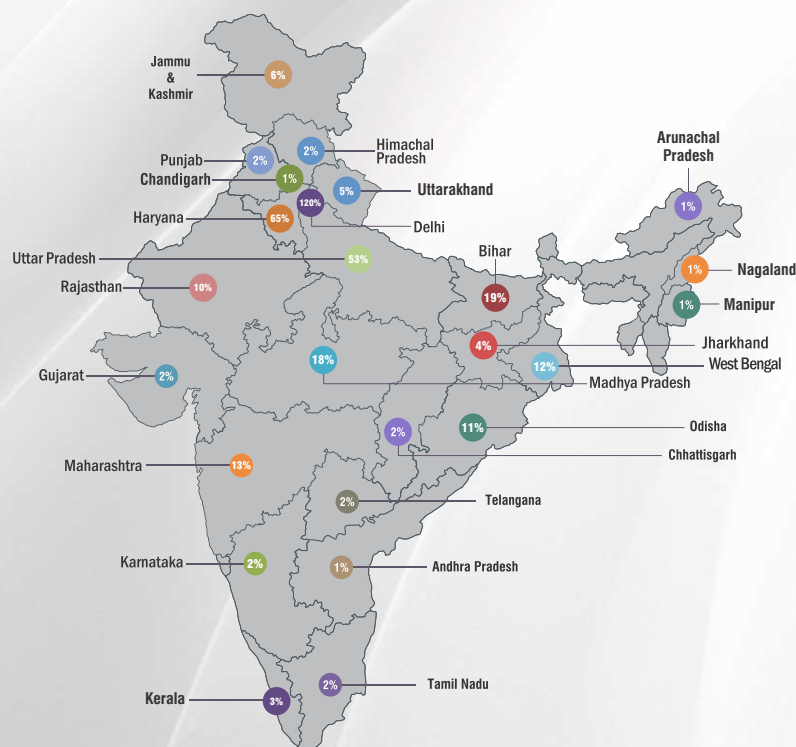 Jammu
&
Kashmir
6%
Himachal
Pradesh
2%
Punjab
2%
Chandigarh
1%
Uttarakhand
5%
Arunachal
Pradesh
1%
Haryana
65%
120%
Delhi
Uttar Pradesh
53%
Bihar
19%
Nagaland
1%
Rajasthan
10%
Manipur
1%
Jharkhand
4%
West Bengal
12%
Gujarat
2%
18%
Madhya Pradesh
Odisha
11%
Chhattisgarh
2%
Maharashtra
13%
Telangana
2%
Karnataka
2%
Andhra Pradesh
1%
Tamil Nadu
2%
Kerala
3%